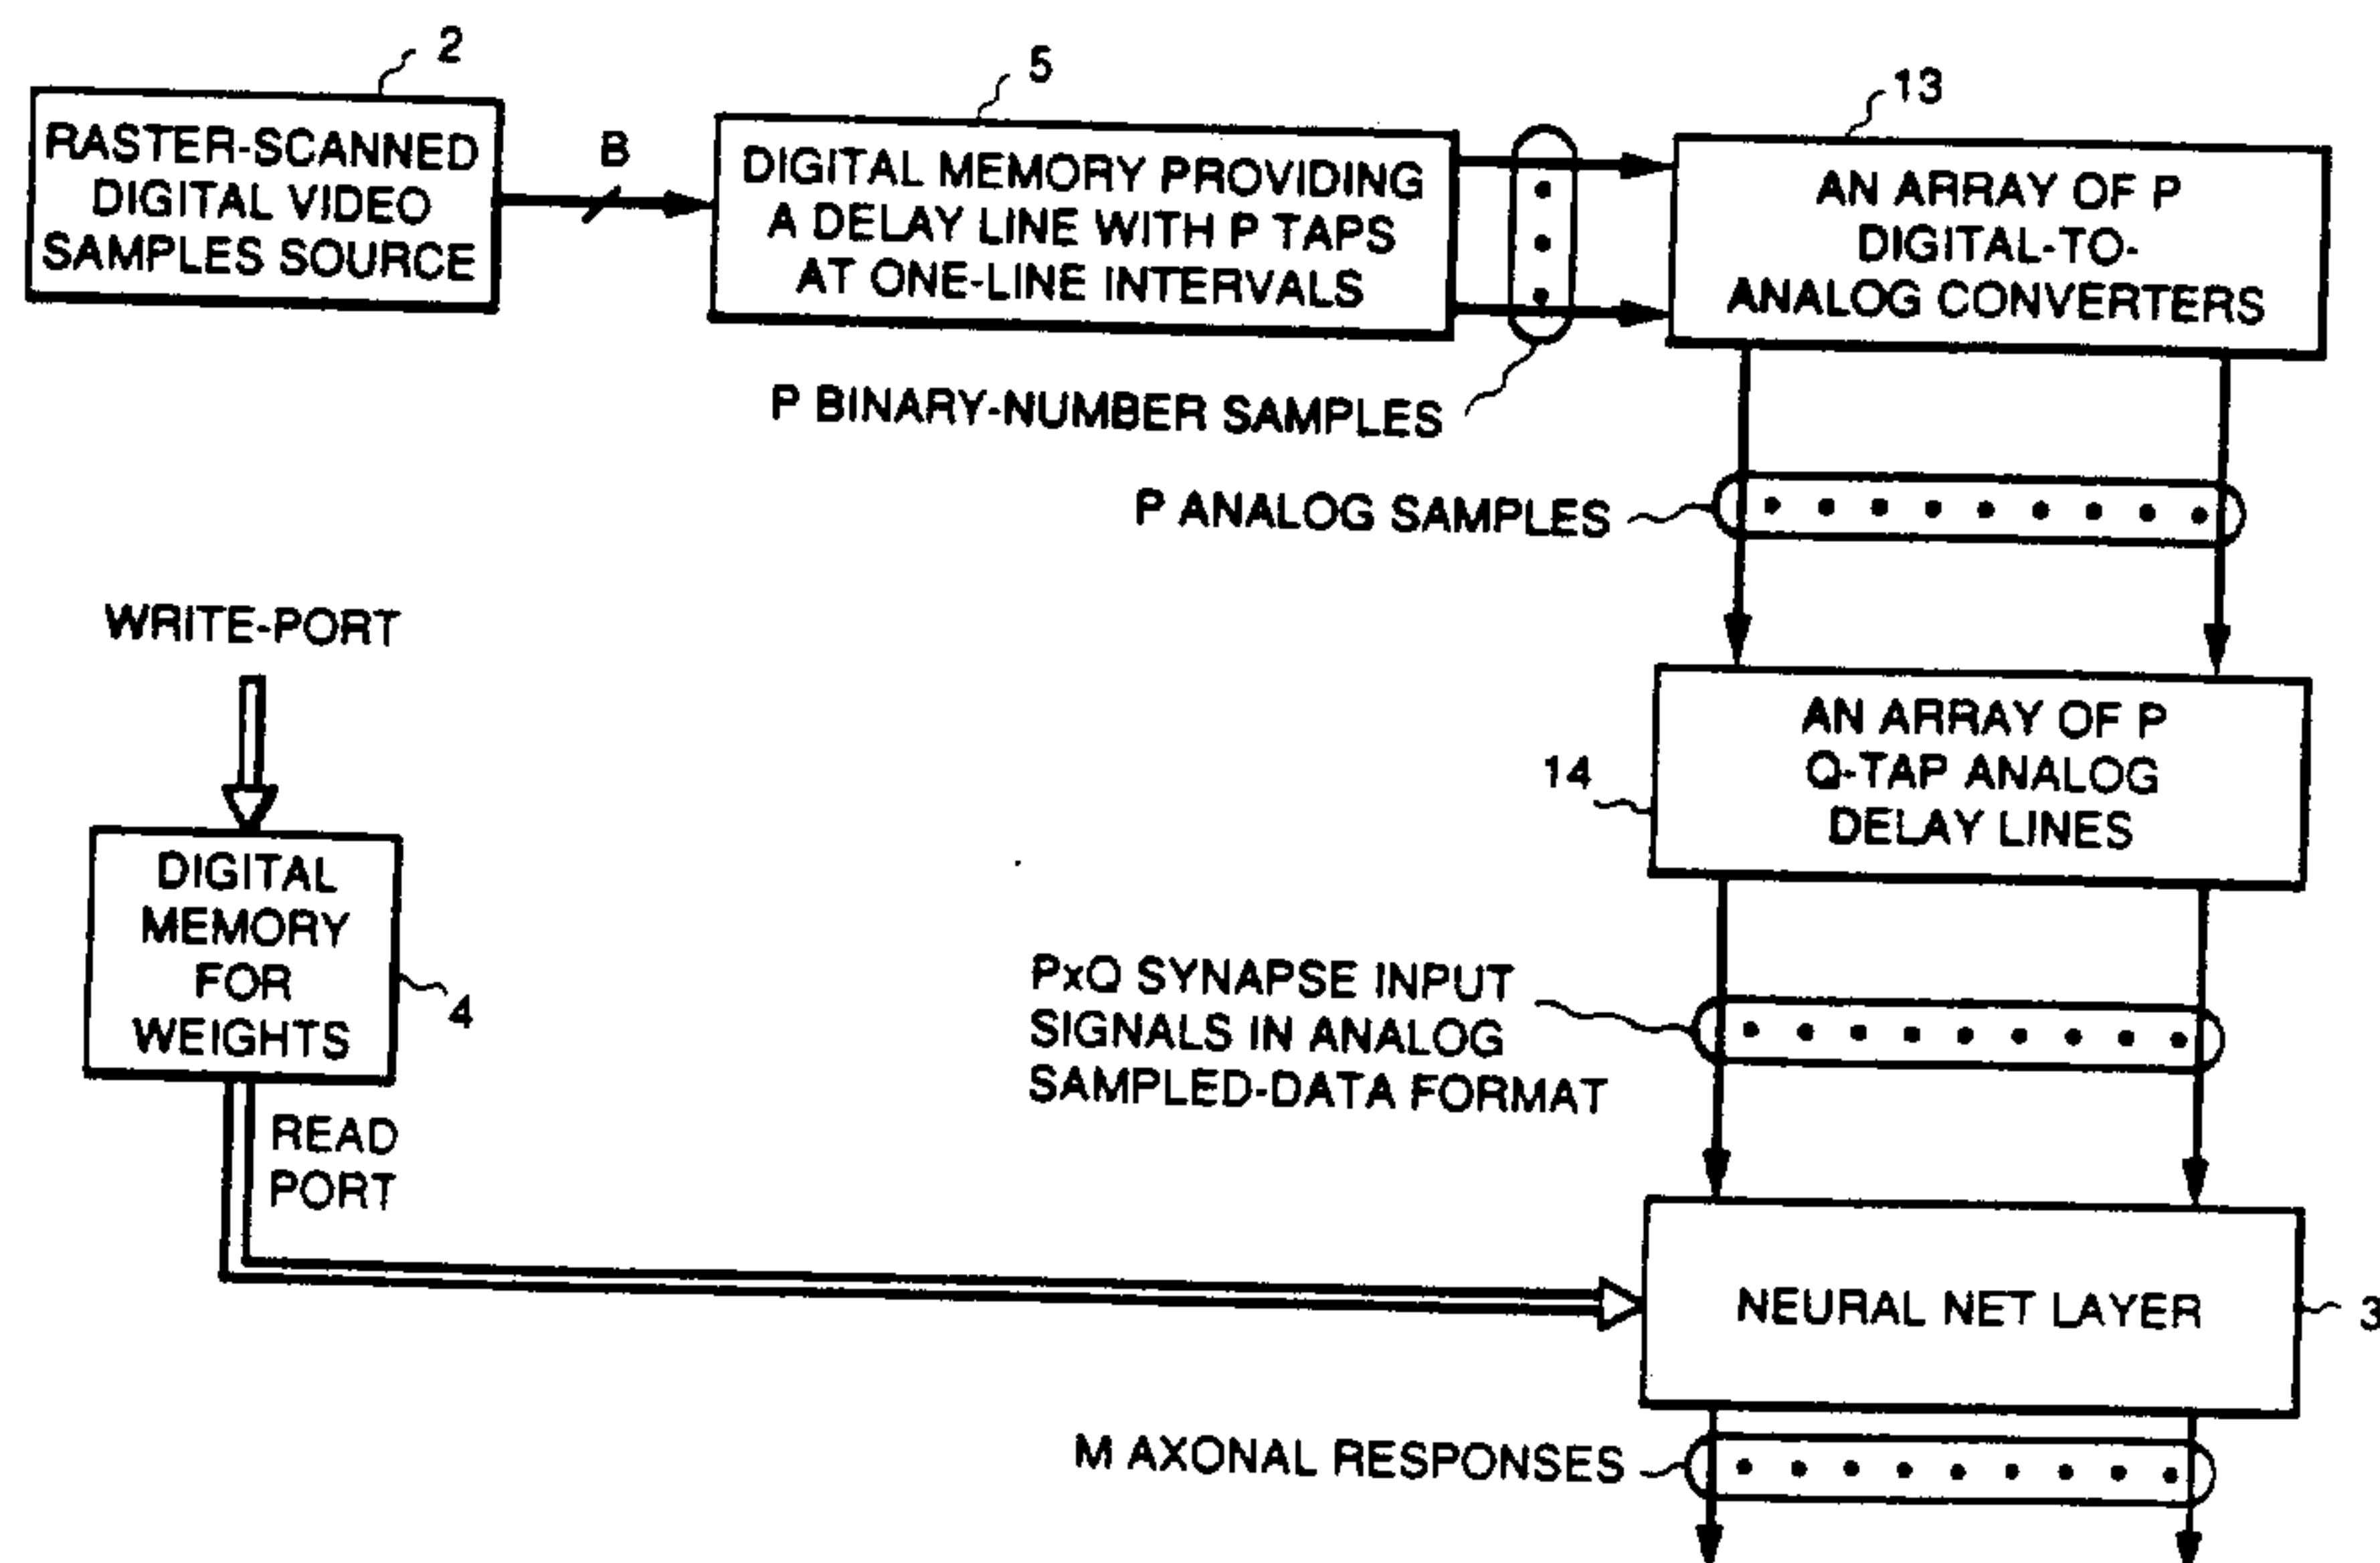 2
RASTER-SCANNED
DIGITAL VIDEO
SAMPLES SOURCE
B
5
DIGITAL MEMORY PROVIDING
A DELAY LINE WITH P TAPS
AT ONE-LINE INTERVALS
13
AN ARRAY OF P
DIGITAL-TO-
ANALOG CONVERTERS
P BINARY-NUMBER SAMPLES
P ANALOG SAMPLES
WRITE-PORT
14
AN ARRAY OF P
Q-TAP ANALOG
DELAY LINES
DIGITAL
MEMORY
FOR
WEIGHTS
4
PxQ SYNAPSE INPUT
SIGNALS IN ANALOG
SAMPLED-DATA FORMAT
READ
PORT
NEURAL NET LAYER
3
M AXONAL RESPONSES